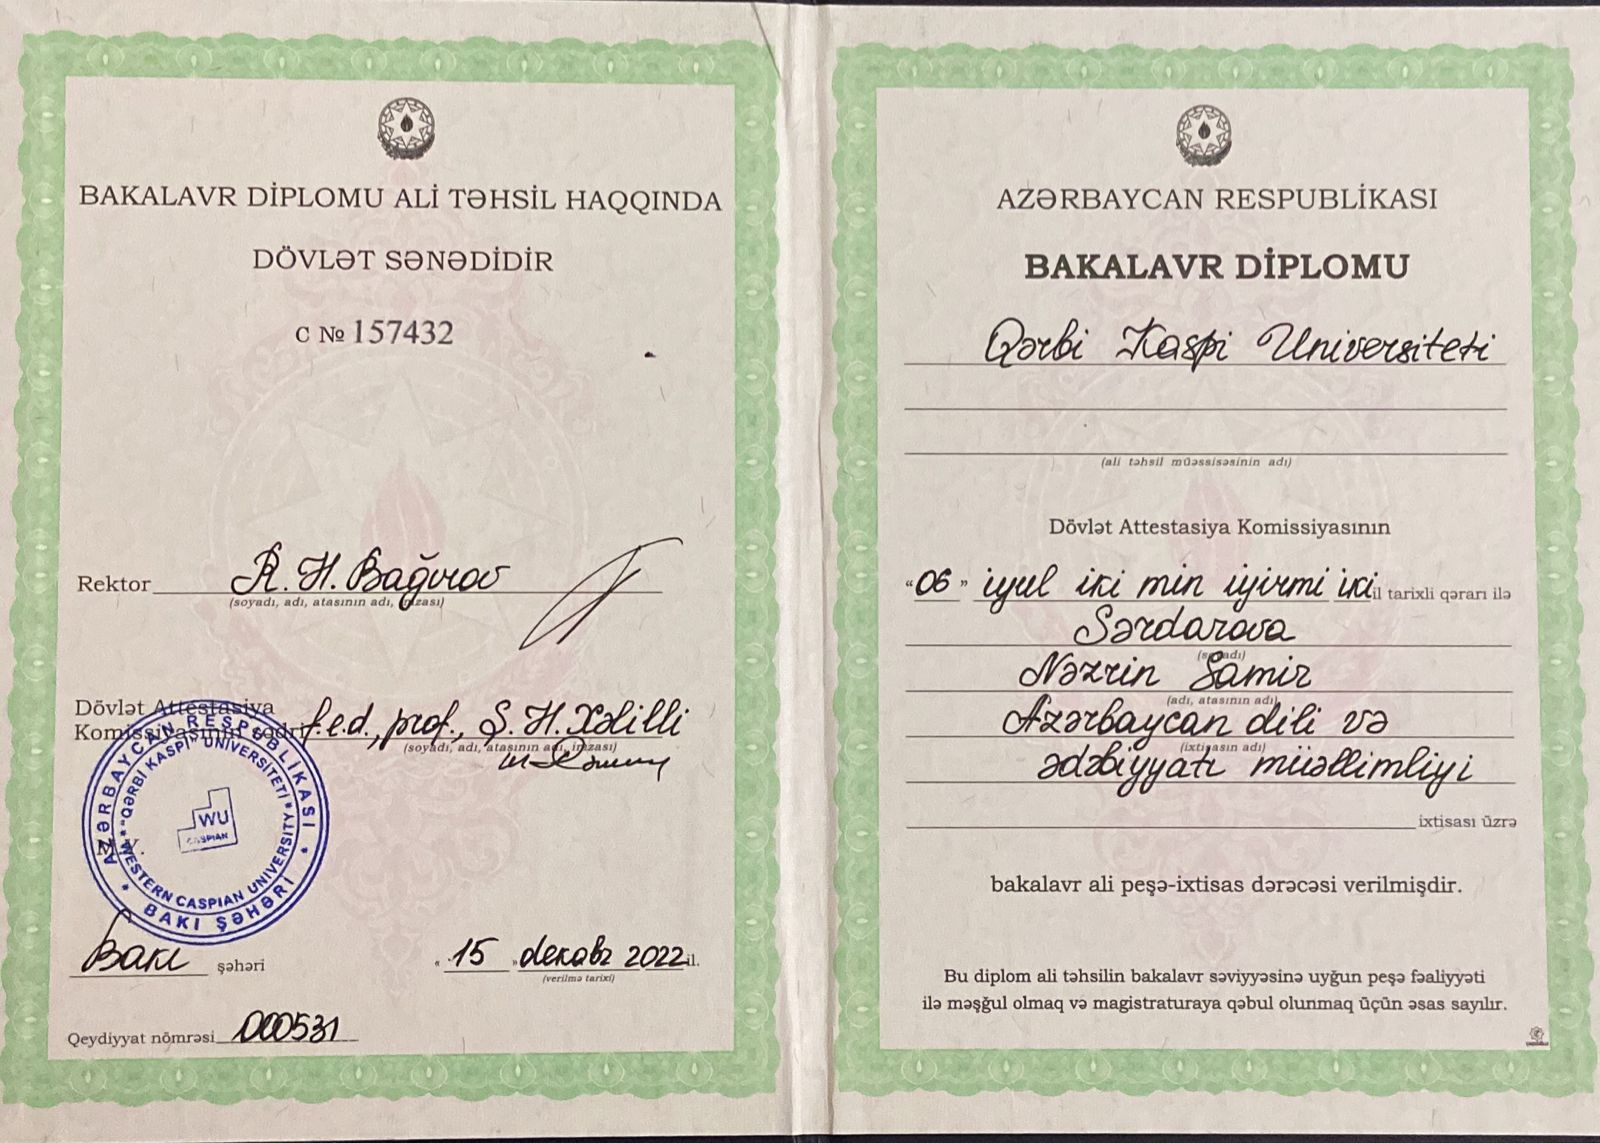 BAKALAVR DİPLOMU ALİ TƏHSİL HAQQINDA
DÖVLƏT SƏNƏDİDİR
C № 157432
Rektor R. H. Bağırov
(soyadı, adı, atasının adı, imzası)
Dövlət Attestasiya
Komissiyasının sədri f.e.d., prof., Ş. H. Xəlilli
(soyadı, adı, atasının adı, imzası)
AZƏRBAYCAN RESPUBLİKASI
BAKI ŞƏHƏRİ
"QƏRBİ KASPİ" UNİVERSİTETİ
WESTERN CASPIAN UNIVERSITY
WU
CASPIAN
M.Y.
Bakı şəhəri
"15" dekabr 2022 il.
(verilmə tarixi)
Qeydiyyat nömrəsi 000531
AZƏRBAYCAN RESPUBLİKASI
BAKALAVR DİPLOMU
Qərbi Kaspi Universiteti
(ali təhsil müəssisəsinin adı)
Dövlət Attestasiya Komissiyasının
"06" iyul iki min iyirmi iki il tarixli qərarı ilə
Sərdarova
(soyadı)
Nəzrin Samir
(adı, atasının adı)
Azərbaycan dili və
(ixtisasın adı)
ədəbiyyatı müəllimliyi
ixtisası üzrə
bakalavr ali peşə-ixtisas dərəcəsi verilmişdir.
Bu diplom ali təhsilin bakalavr səviyyəsinə uyğun peşə fəaliyyəti
ilə məşğul olmaq və magistraturaya qəbul olunmaq üçün əsas sayılır.